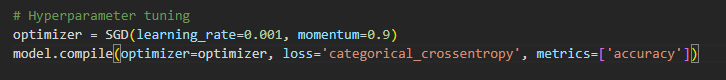 # Hyperparameter tuning
optimizer = SGD(learning_rate=0.001, momentum=0.9)
model.compile(optimizer=optimizer, loss='categorical_crossentropy', metrics=['accuracy'])